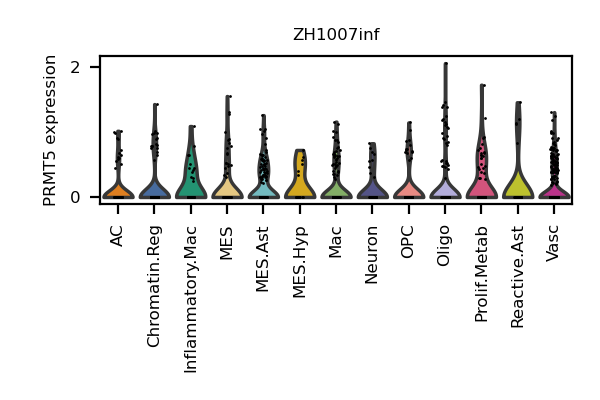 ZH1007inf
PRMT5 expression
2
0
AC
Chromatin.Reg
Inflammatory.Mac
MES
MES.Ast
MES.Hyp
Mac
Neuron
OPC
Oligo
Prolif.Metab
Reactive.Ast
Vasc